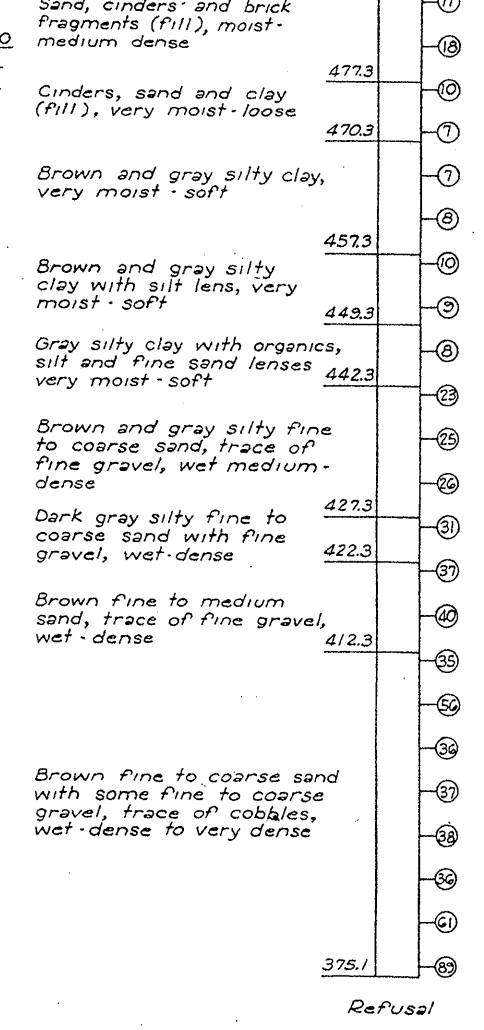 Sand, cinders and brick
fragments (fill), moist-
medium dense
11
18
0
477.3
Cinders, sand and clay
(fill), very moist-loose
10
470.3
7
Brown and gray silty clay,
very moist - soft
7
8
457.3
Brown and gray silty
clay with silt lens, very
moist - soft
10
9
449.3
Gray silty clay with organics,
silt and fine sand lenses
very moist - soft
8
442.3
23
Brown and gray silty fine
to coarse sand, trace of
fine gravel, wet medium-
dense
25
26
427.3
Dark gray silty fine to
coarse sand with fine
gravel, wet-dense
31
422.3
37
Brown fine to medium
sand, trace of fine gravel,
wet - dense
40
412.3
35
56
36
Brown fine to coarse sand
with some fine to coarse
gravel, trace of cobbles,
wet-dense to very dense
37
38
36
61
375.1
89
Refusal